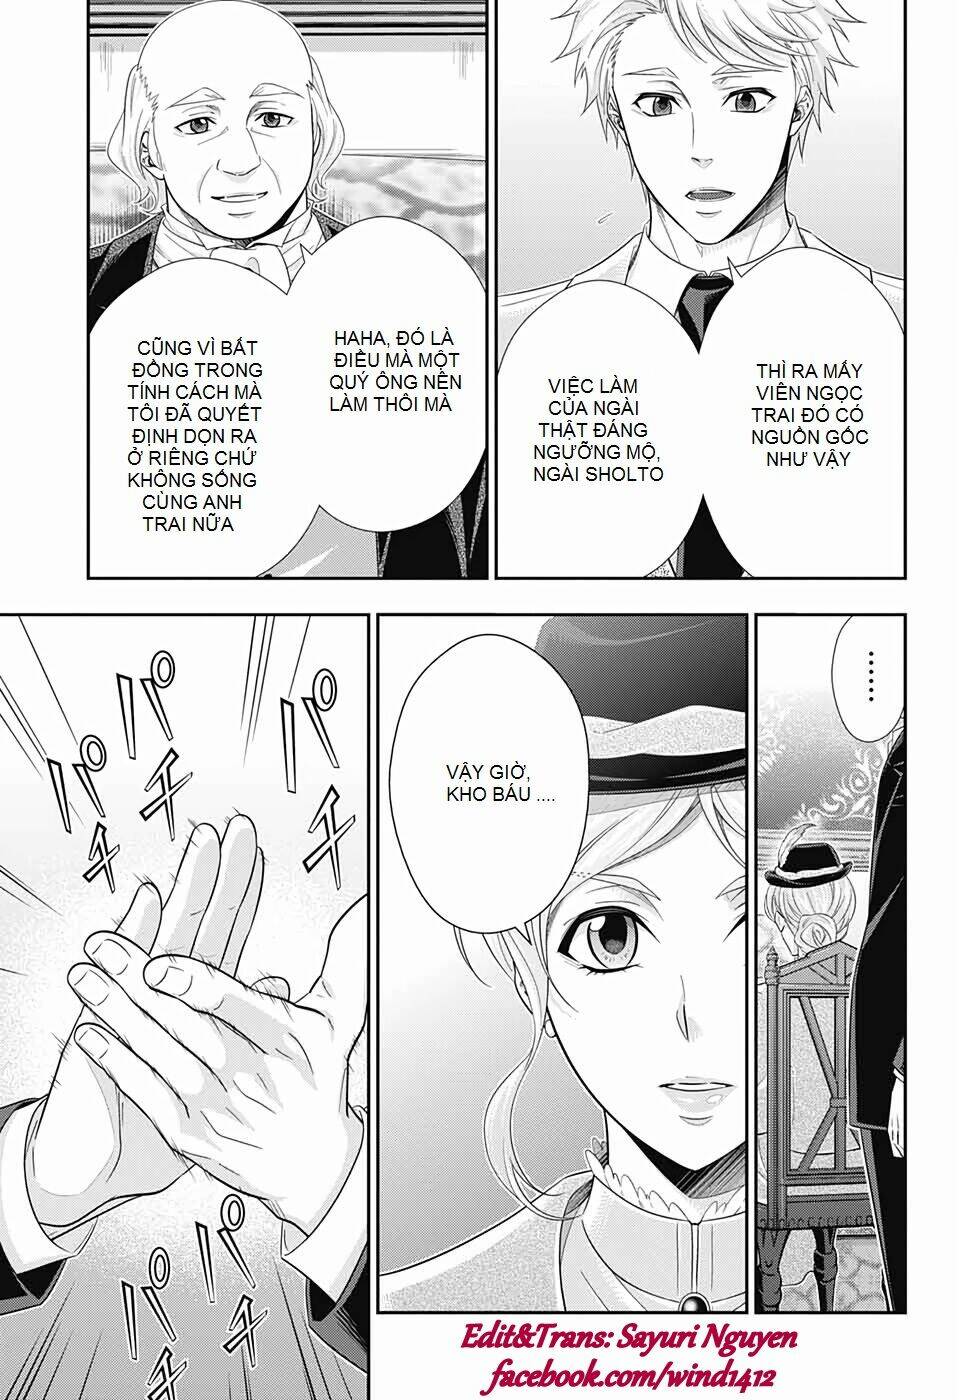 THÌ RA MẤY
VIÊN NGỌC
TRAI ĐÓ CÓ
NGUỒN GỐC
NHƯ VẬY
VIỆC LÀM
CỦA NGÀI
THẬT ĐÁNG
NGƯỠNG MỘ,
NGÀI SHOLTO
HAHA, ĐÓ LÀ
ĐIỀU MÀ MỘT
QUÝ ÔNG NÊN
LÀM THÔI MÀ
CŨNG VÌ BẤT
ĐỒNG TRONG
TÍNH CÁCH MÀ
TÔI ĐÃ QUYẾT
ĐỊNH DỌN RA
Ở RIÊNG CHỨ
KHÔNG SỐNG
CÙNG ANH
TRAI NỮA
......
VẬY GIỜ,
KHO BÁU ....
パチ
パチ
パチ
パチ
Edit&Trans: Sayuri Nguyen
facebook.com/wind1412